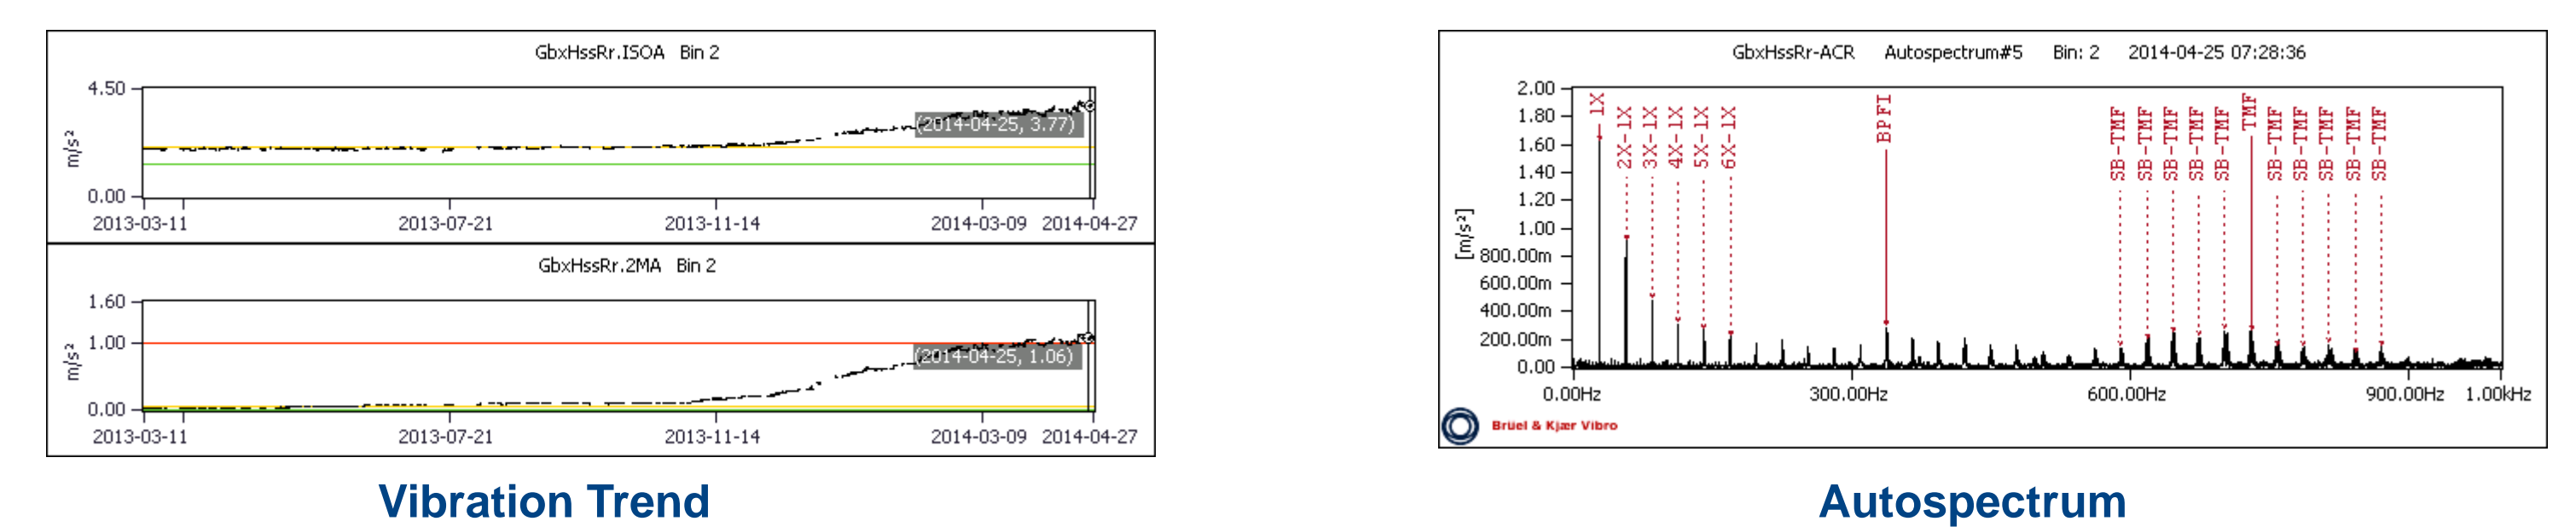 GbxHssRr.ISOA Bin 2
4.50
m/s²
(2014-04-25, 3.77)
0.00
2013-03-11 2013-07-21 2013-11-14 2014-03-09 2014-04-27
GbxHssRr.2MA Bin 2
1.60
1.00
m/s²
(2014-04-25, 1.06)
0.00
2013-03-11 2013-07-21 2013-11-14 2014-03-09 2014-04-27
Vibration Trend
GbxHssRr-ACR Autospectrum#5 Bin: 2 2014-04-25 07:28:36
2.00
1.80
1.60
1.40
1.20
1.00
800.00m
600.00m
400.00m
200.00m
0.00
[m/s²]
1X
2X-1X
3X-1X
4X-1X
5X-1X
6X-1X
BPFI
SB-TMF
SB-TMF
SB-TMF
SB-TMF
SB-TMF
TMF
SB-TMF
SB-TMF
SB-TMF
SB-TMF
SB-TMF
0.00Hz 300.00Hz 600.00Hz 900.00Hz 1.00kHz
Brüel & Kjær Vibro
Autospectrum